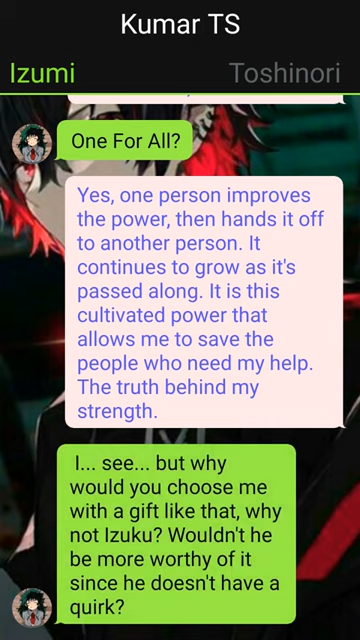 Kumar TS
Izumi Toshinori
One For All?
Yes, one person improves
the power, then hands it off
to another person. It
continues to grow as it's
passed along. It is this
cultivated power that
allows me to save the
people who need my help.
The truth behind my
strength.
I... see... but why
would you choose me
with a gift like that, why
not Izuku? Wouldn't he
be more worthy of it
since he doesn't have a
quirk?